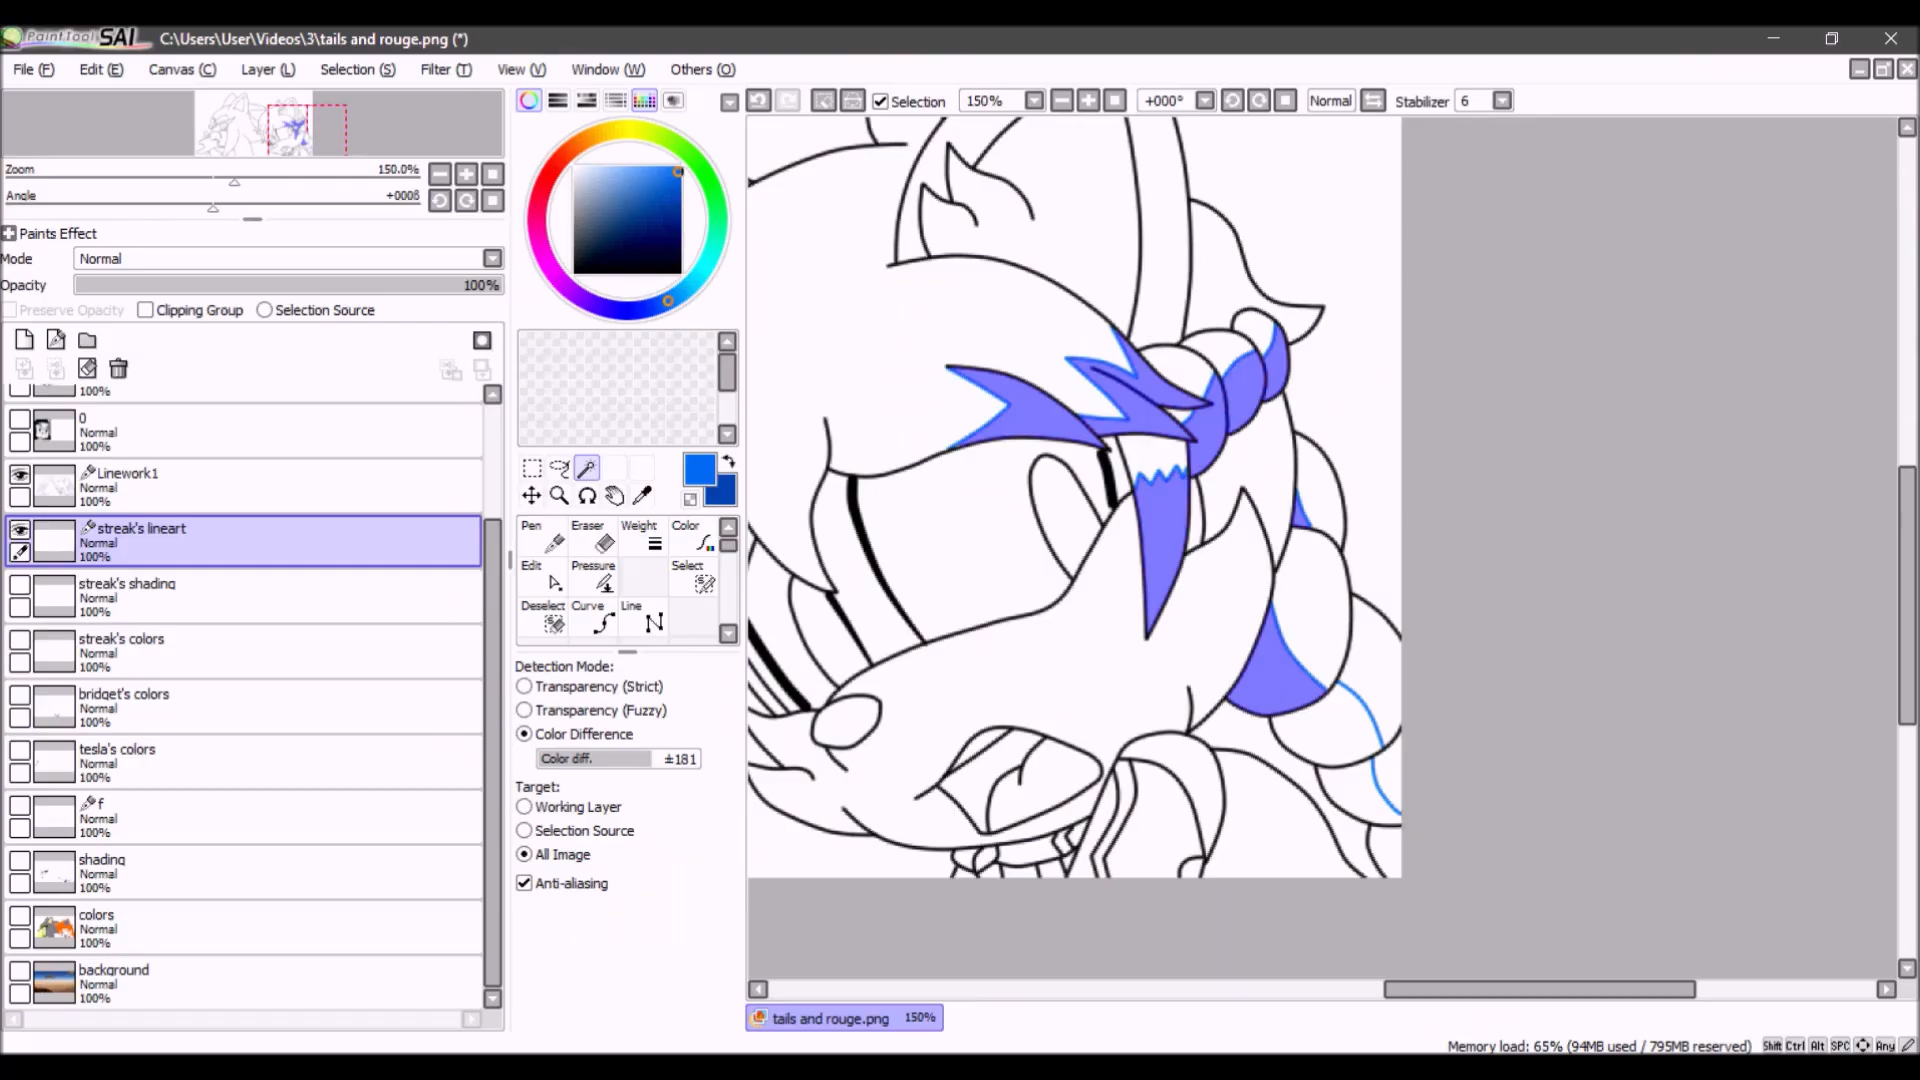 PaintTool SAI C:\Users\User\Videos\3\tails and rouge.png (*)
File (F) Edit (E) Canvas (C) Layer (L) Selection (S) Filter (T) View (V) Window (W) Others (O)
Selection 150% +000° Normal Stabilizer 6
Zoom 150.0%
Angle +000ß
Paints Effect
Mode Normal
Opacity 100%
Preserve Opacity Clipping Group Selection Source
100%
0
Normal
100%
Linework1
Normal
100%
streak's lineart
Normal
100%
streak's shading
Normal
100%
streak's colors
Normal
100%
bridget's colors
Normal
100%
tesla's colors
Normal
100%
f
Normal
100%
shading
Normal
100%
colors
Normal
100%
background
Normal
100%
Pen Eraser Weight Color
Edit Pressure Select
Deselect Curve Line
Detection Mode:
Transparency (Strict)
Transparency (Fuzzy)
Color Difference
Color diff. ±181
Target:
Working Layer
Selection Source
All Image
Anti-aliasing
tails and rouge.png 150%
Memory load: 65% (94MB used / 795MB reserved) Shift Ctrl Alt SPC Any